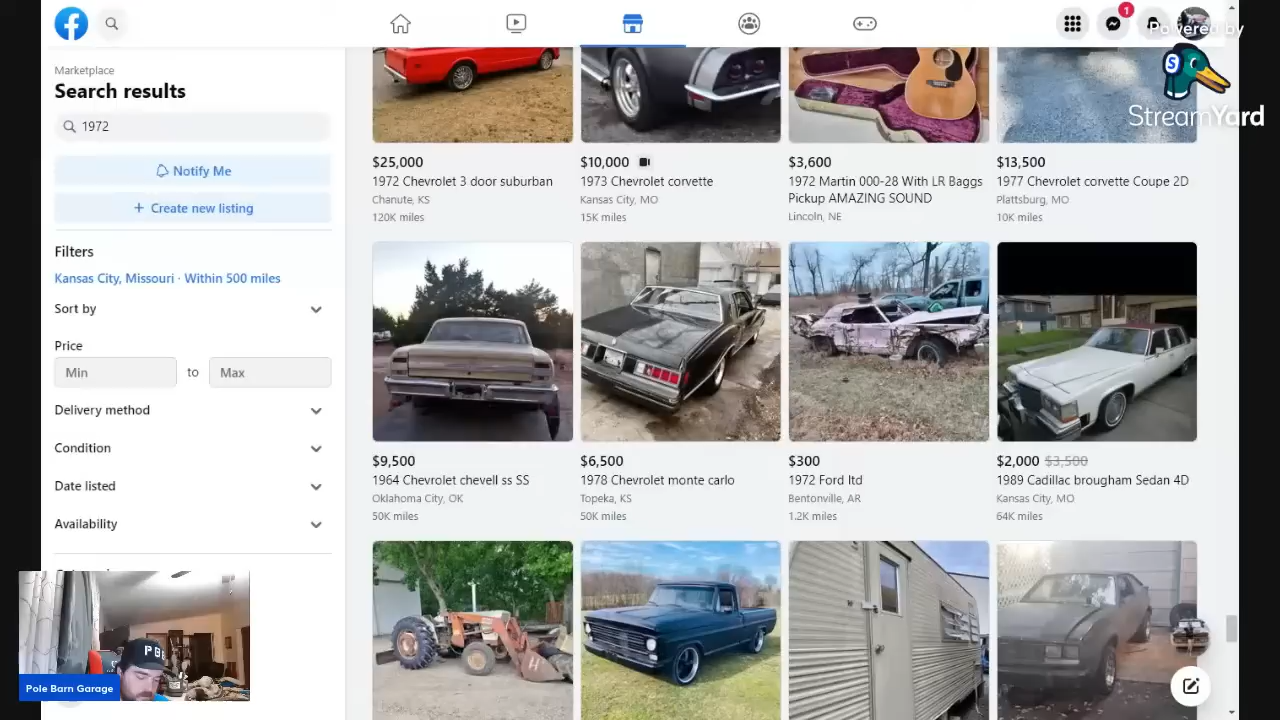 Powered by
StreamYard
1
Marketplace
Search results
1972
Notify Me
+ Create new listing
Filters
Kansas City, Missouri · Within 500 miles
Sort by
Price
Min
to
Max
Delivery method
Condition
Date listed
Availability
$25,000
1972 Chevrolet 3 door suburban
Chanute, KS
120K miles
$10,000
1973 Chevrolet corvette
Kansas City, MO
15K miles
$3,600
1972 Martin 000-28 With LR Baggs
Pickup AMAZING SOUND
Lincoln, NE
$13,500
1977 Chevrolet corvette Coupe 2D
Plattsburg, MO
10K miles
$9,500
1964 Chevrolet chevell ss SS
Oklahoma City, OK
50K miles
$6,500
1978 Chevrolet monte carlo
Topeka, KS
50K miles
$300
1972 Ford ltd
Bentonville, AR
1.2K miles
$2,000 $3,500
1989 Cadillac brougham Sedan 4D
Kansas City, MO
64K miles
Pole Barn Garage